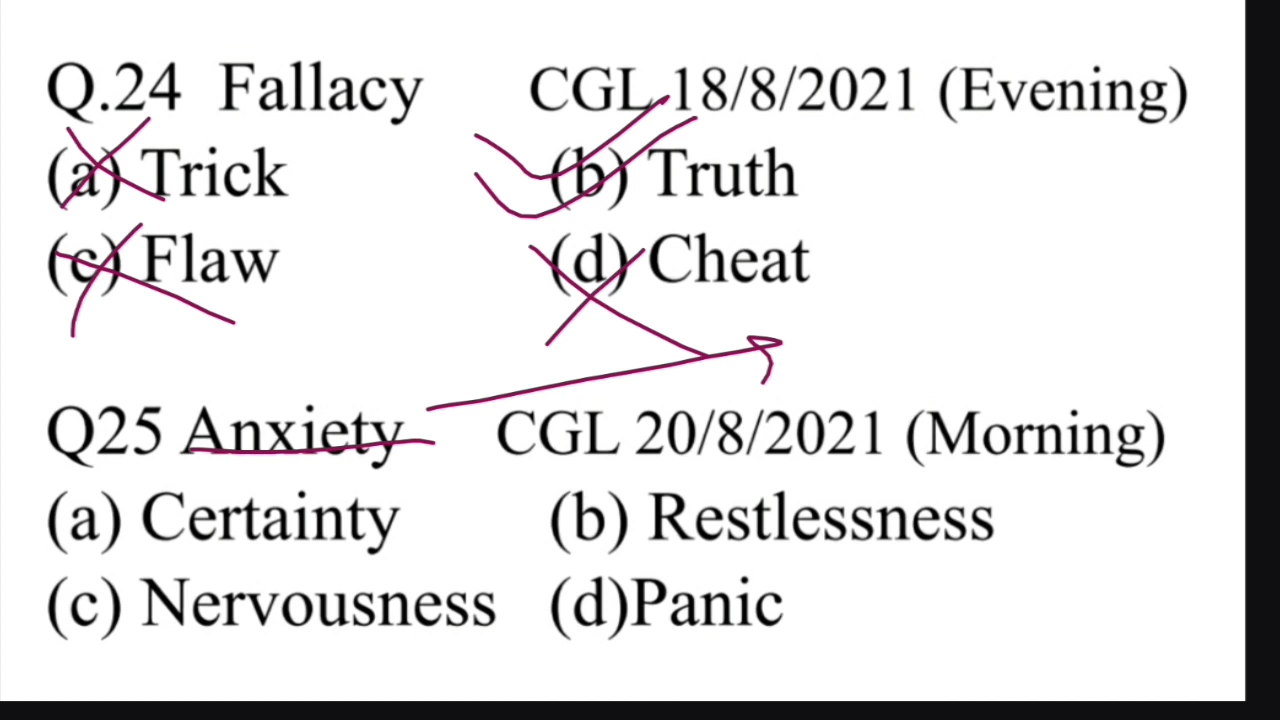 Q.24 Fallacy CGL 18/8/2021 (Evening)
(a) Trick (b) Truth
(c) Flaw (d) Cheat
Q25 Anxiety CGL 20/8/2021 (Morning)
(a) Certainty (b) Restlessness
(c) Nervousness (d)Panic